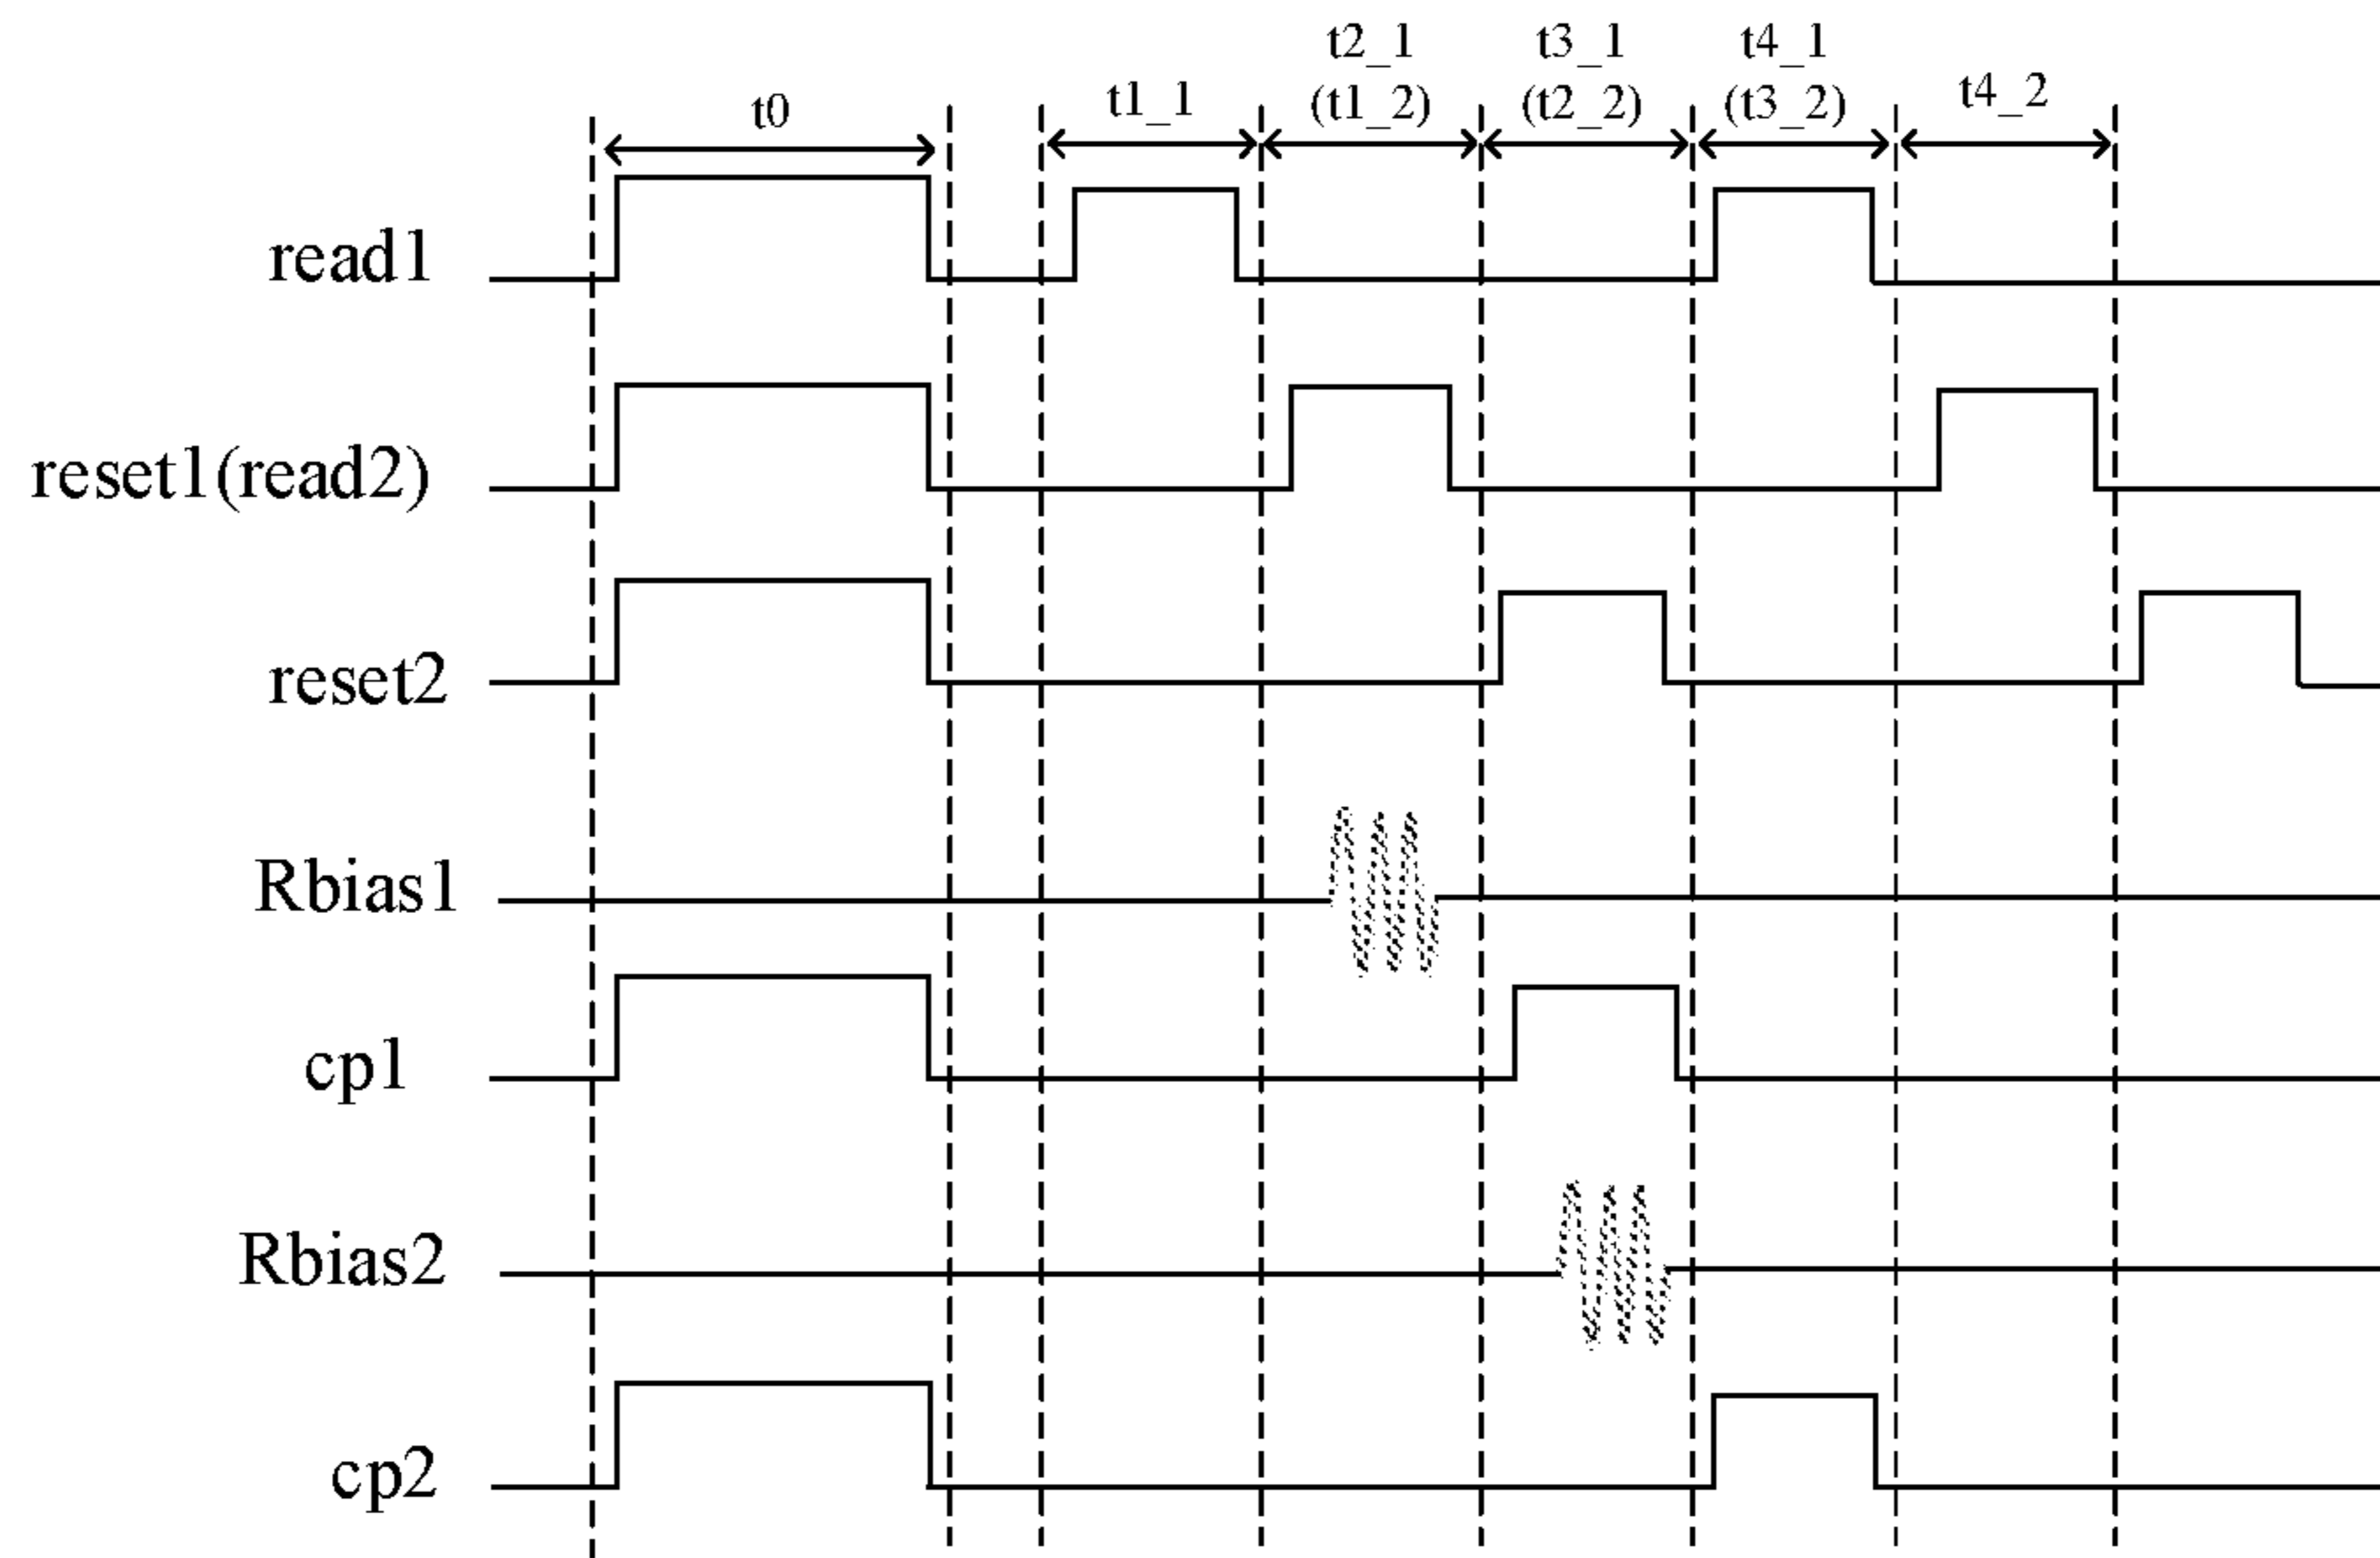 t0
t1_1
t2_1
(t1_2)
t3_1
(t2_2)
t4_1
(t3_2)
t4_2
read1
reset1(read2)
reset2
Rbias1
cp1
Rbias2
cp2